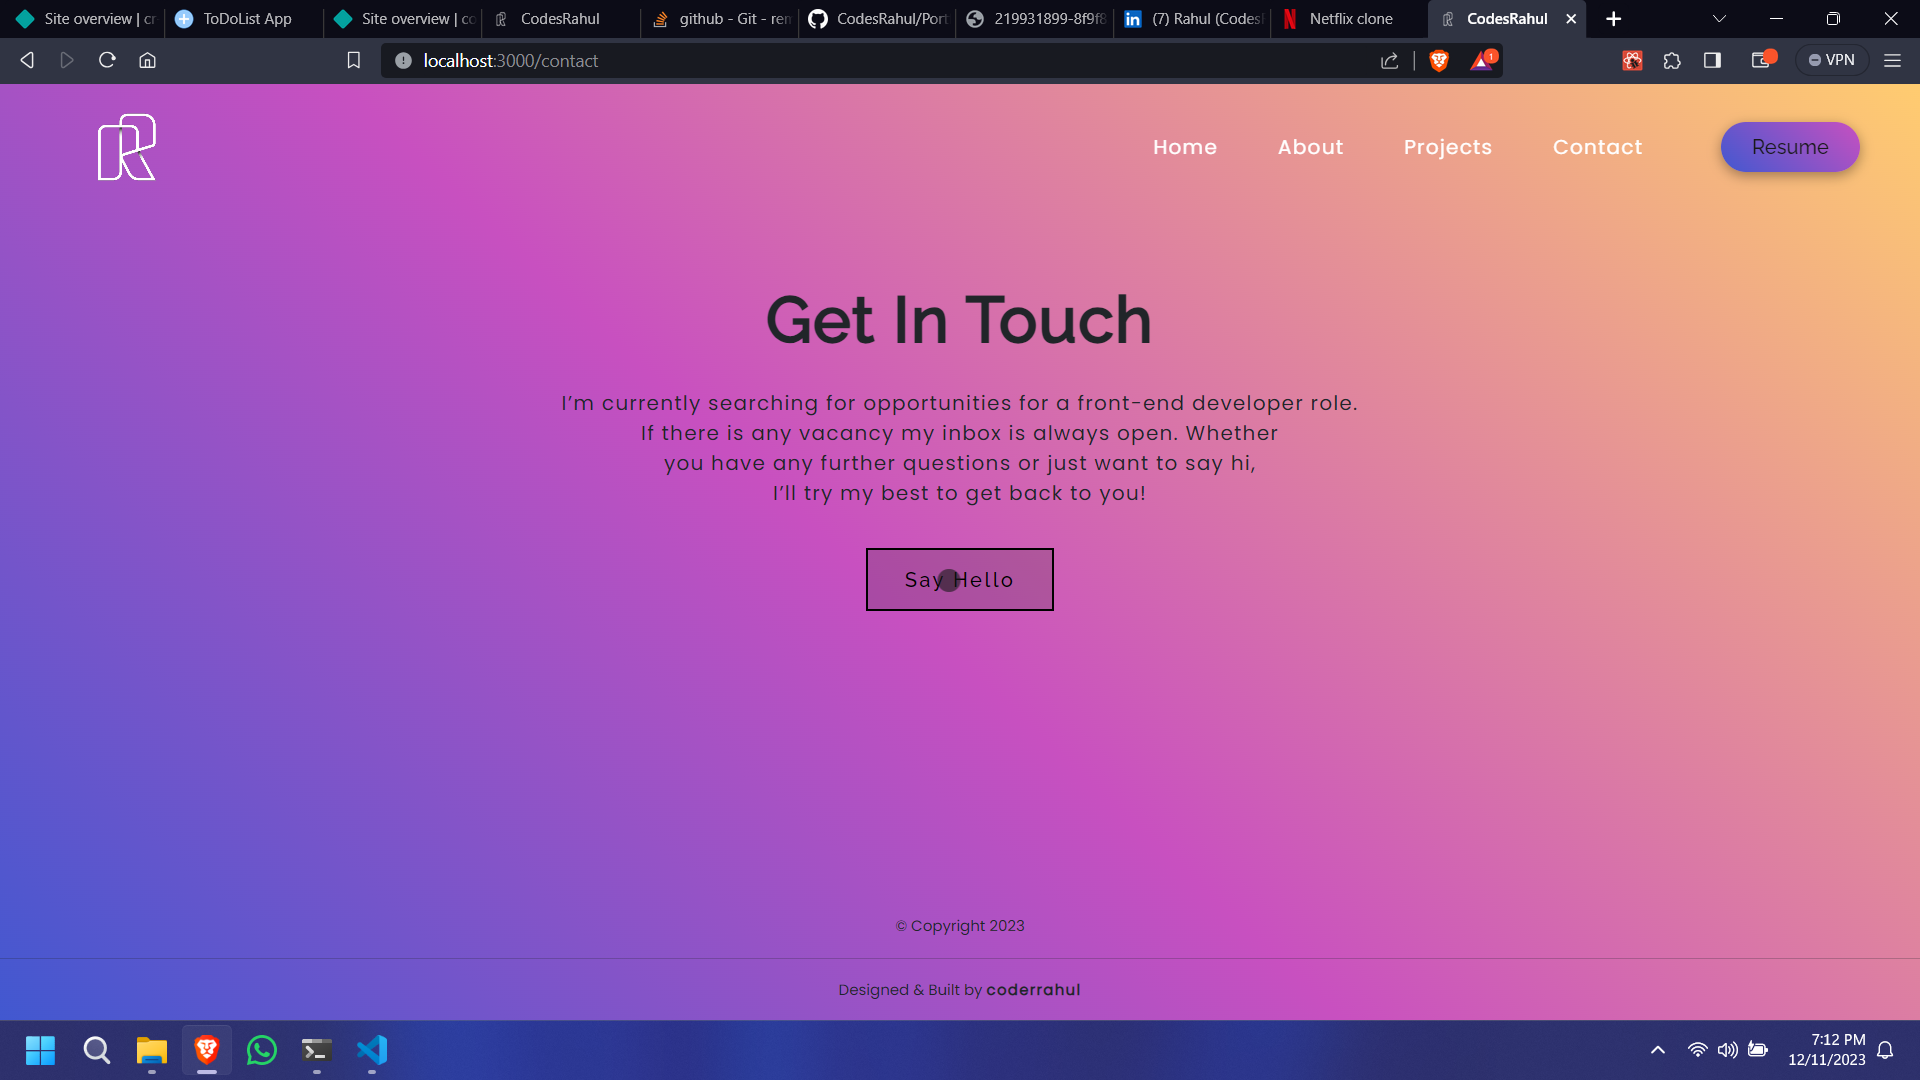 Site overview | cr
ToDoList App
Site overview | co
CodesRahul
github - Git - rem
CodesRahul/Port
219931899-8f9f8
(7) Rahul (CodesR
Netflix clone
CodesRahul
localhost:3000/contact
1
VPN
Home
About
Projects
Contact
Resume
Get In Touch
I'm currently searching for opportunities for a front-end developer role.
If there is any vacancy my inbox is always open. Whether
you have any further questions or just want to say hi,
I'll try my best to get back to you!
Say Hello
© Copyright 2023
Designed & Built by coderrahul
7:12 PM
12/11/2023